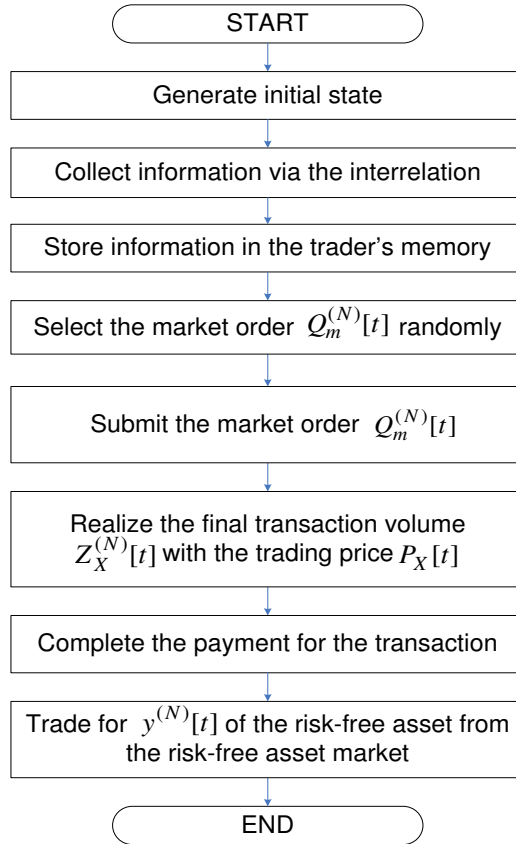 START
Generate initial state
Collect information via the interrelation
Store information in the trader's memory
Select the market order Q_m^{(N)}[t] randomly
Submit the market order Q_m^{(N)}[t]
Realize the final transaction volume
Z_X^{(N)}[t] with the trading price P_X[t]
Complete the payment for the transaction
Trade for y^{(N)}[t] of the risk-free asset from
the risk-free asset market
END